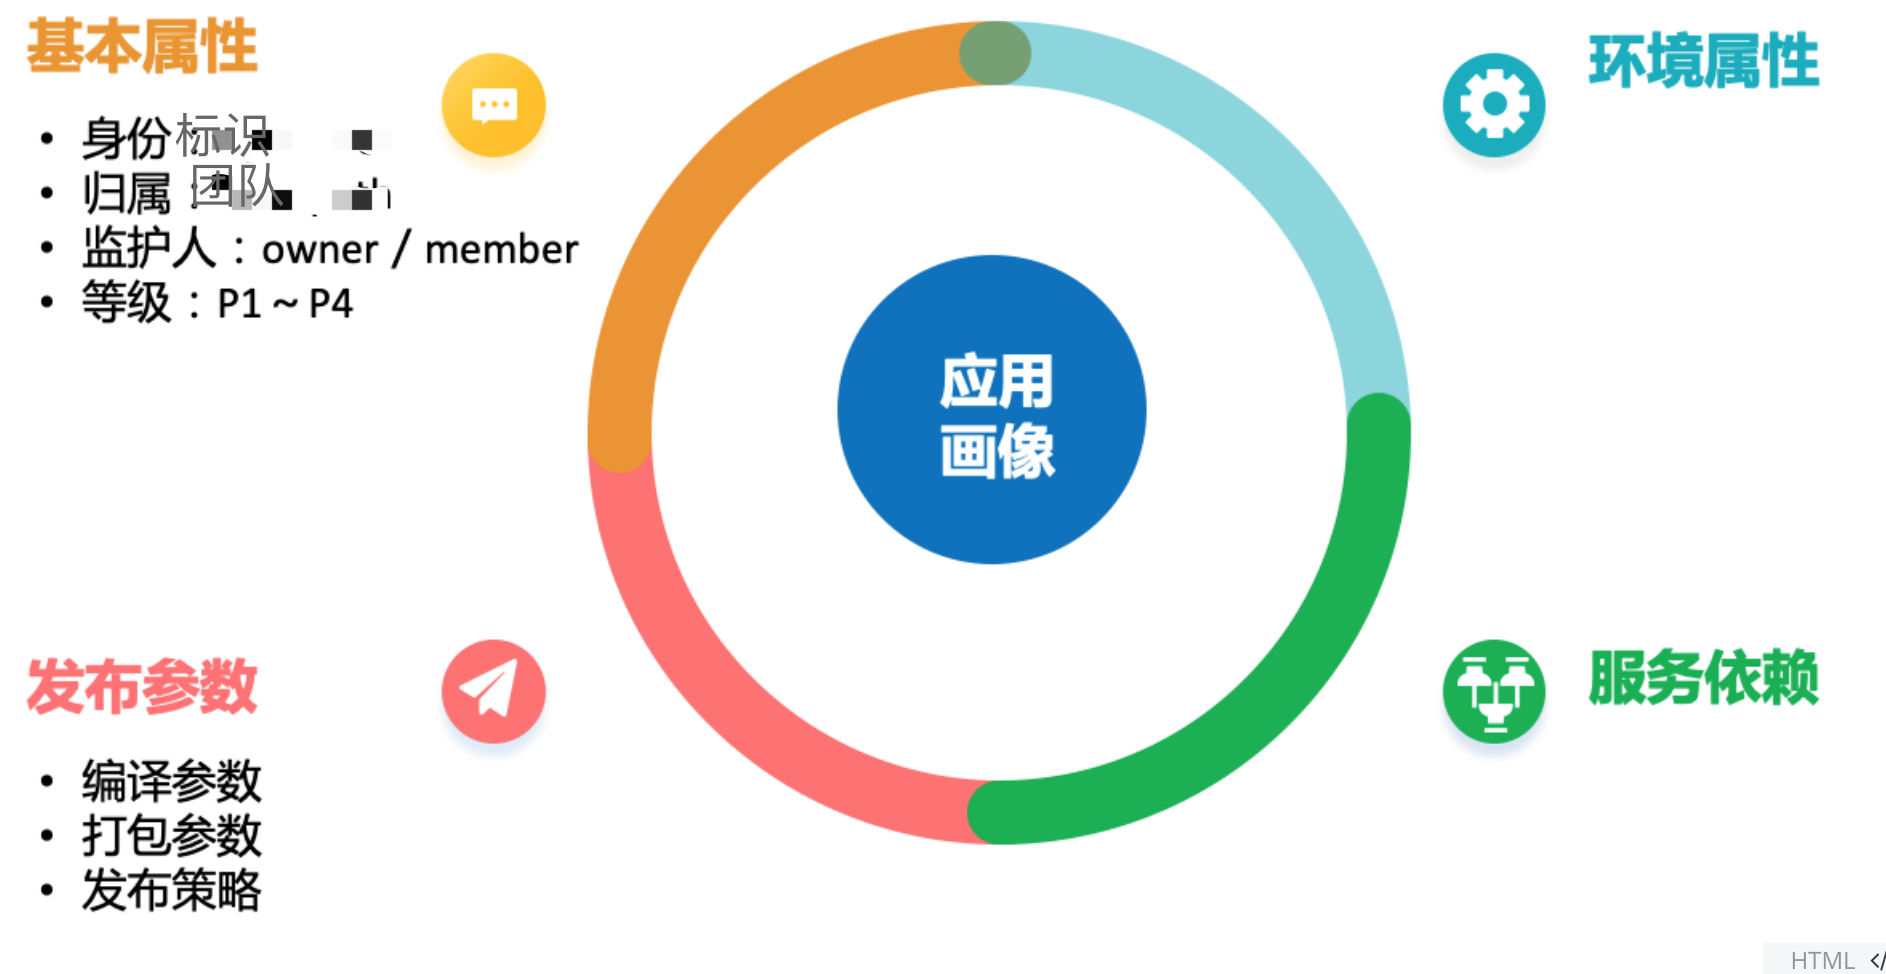 基本属性
• 身份：标识
• 归属：团队
• 监护人：owner / member
• 等级：P1 ~ P4
环境属性
应用
画像
发布参数
• 编译参数
• 打包参数
• 发布策略
服务依赖
HTML </